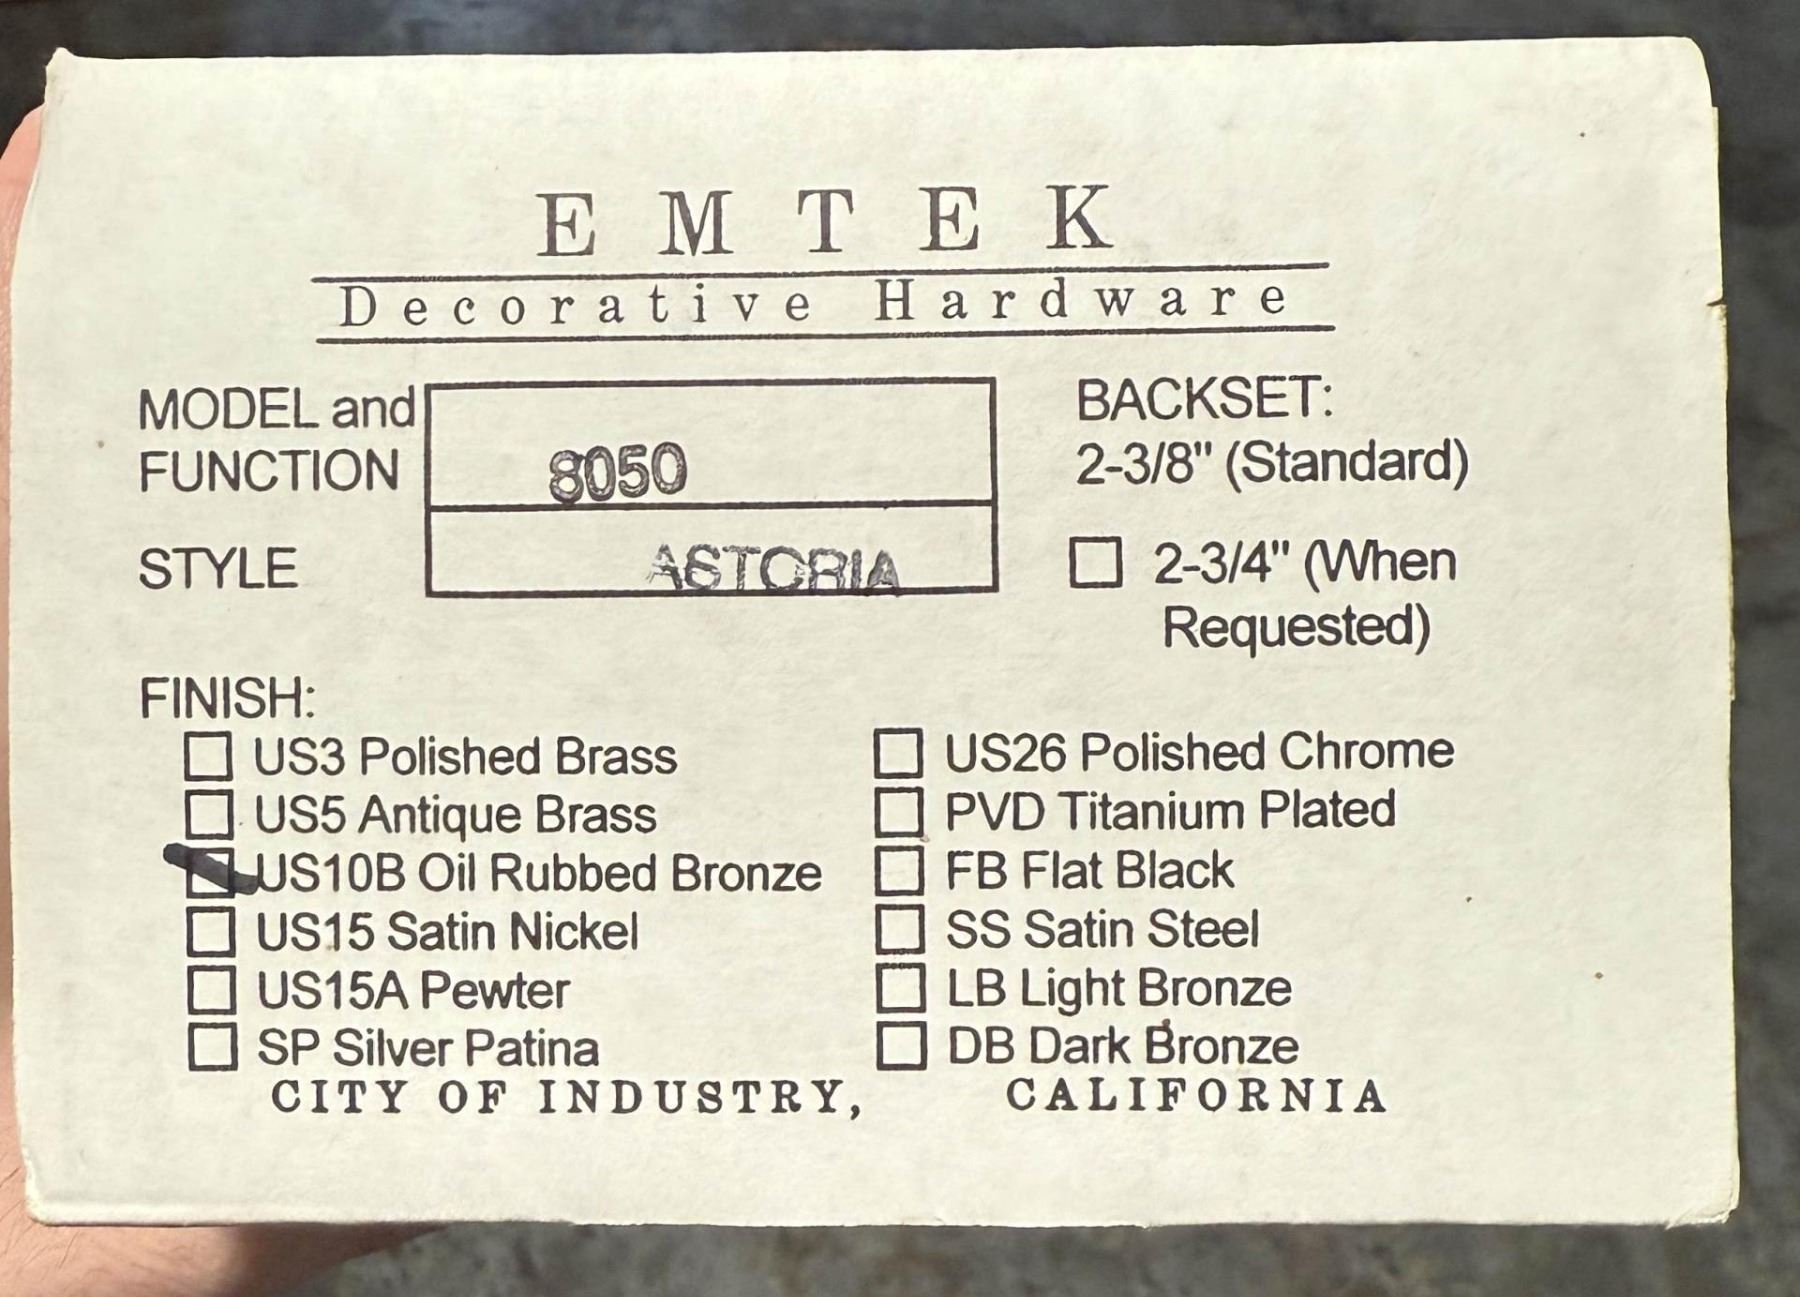 EMTEK
Decorative Hardware
MODEL and
FUNCTION
8050
STYLE
ASTORIA
BACKSET:
2-3/8" (Standard)
☐ 2-3/4" (When
Requested)
FINISH:
☐ US3 Polished Brass
☐ US5 Antique Brass
☑ US10B Oil Rubbed Bronze
☐ US15 Satin Nickel
☐ US15A Pewter
☐ SP Silver Patina
☐ US26 Polished Chrome
☐ PVD Titanium Plated
☐ FB Flat Black
☐ SS Satin Steel
☐ LB Light Bronze
☐ DB Dark Bronze
CITY OF INDUSTRY, CALIFORNIA